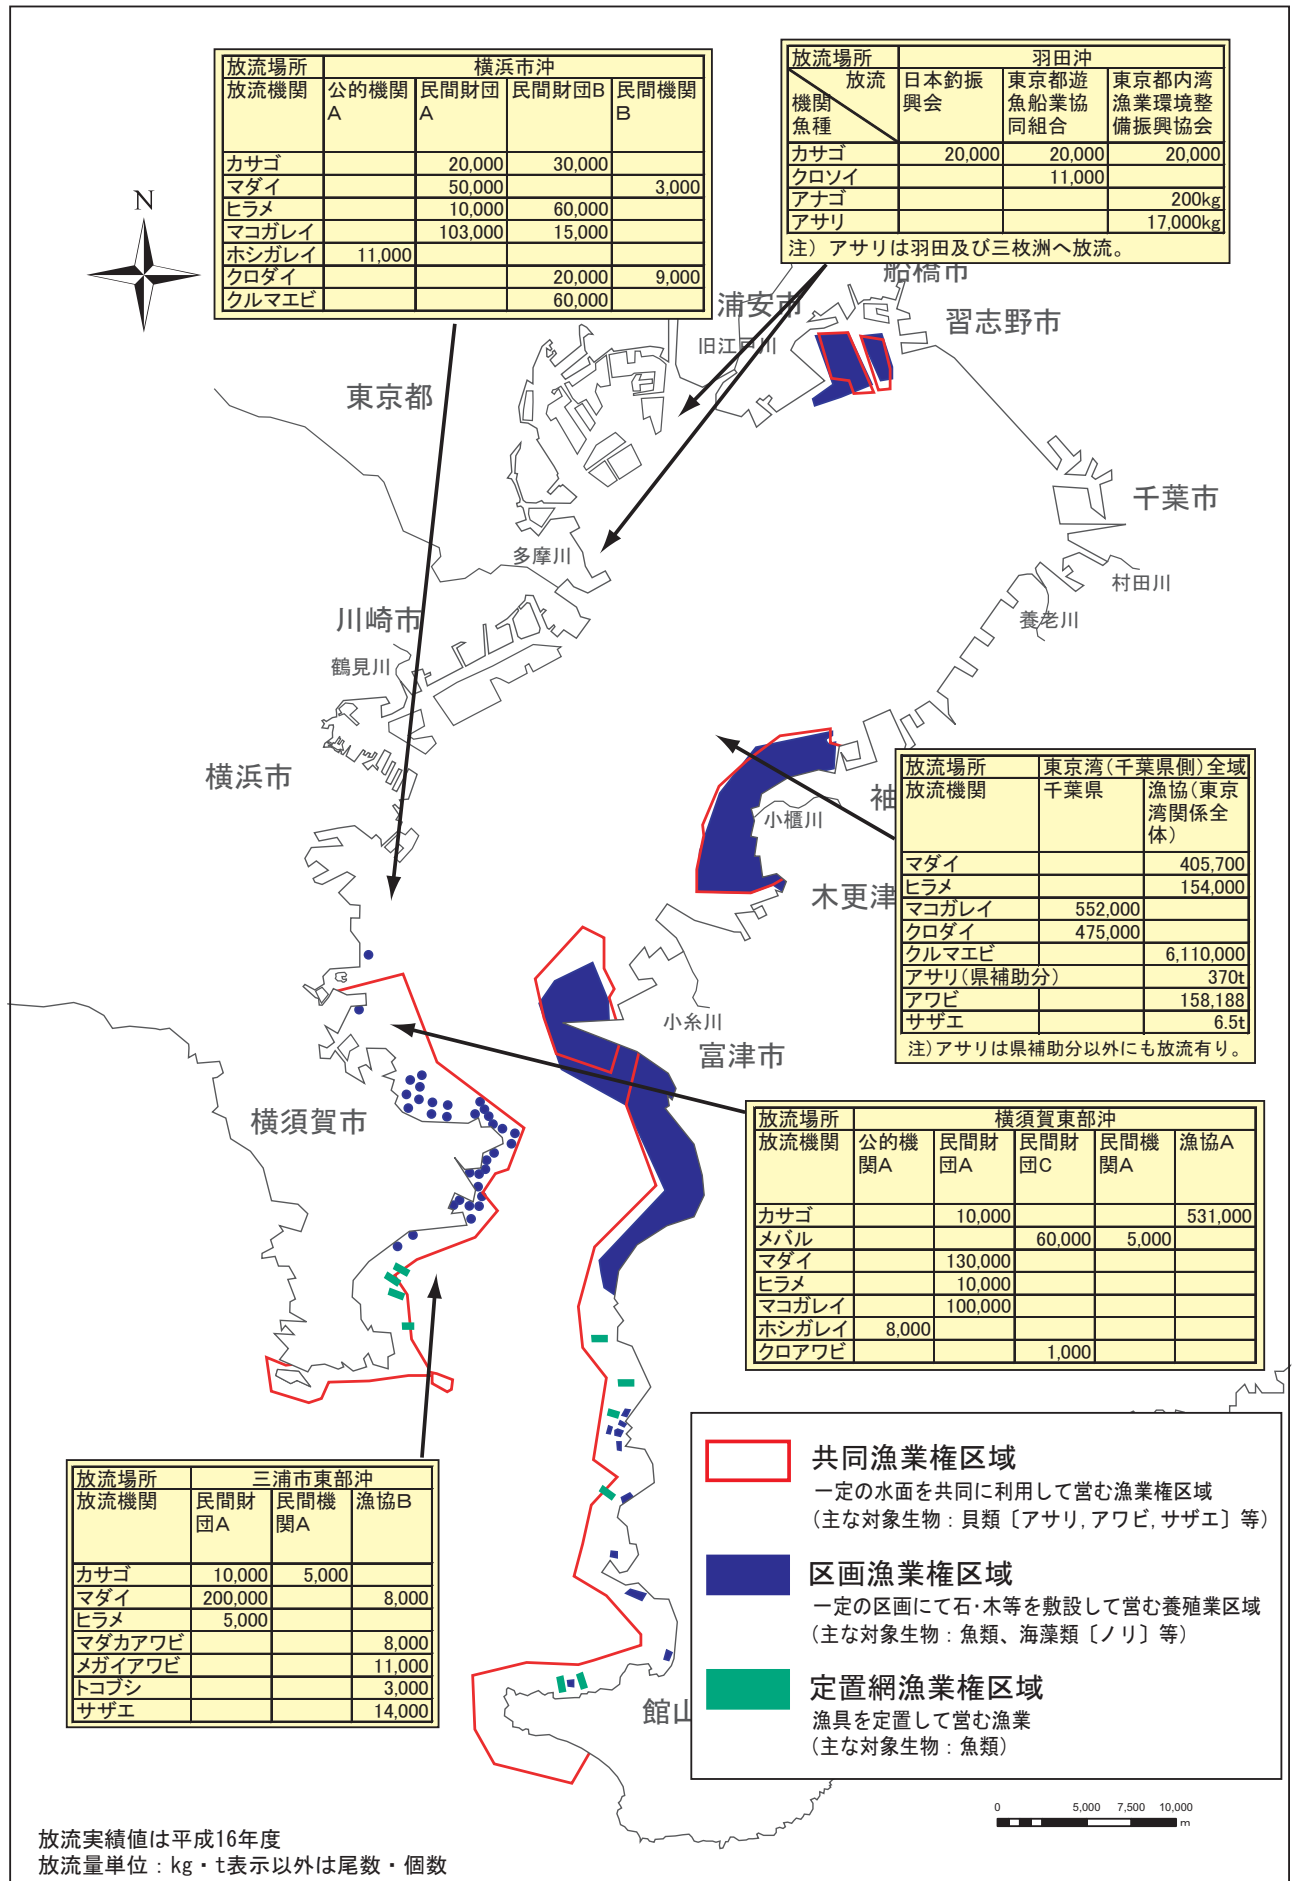 放流場所 横浜市沖
放流機関 公的機関A 民間財団A 民間財団B 民間機関B
カサゴ 20,000 30,000
マダイ 50,000 3,000
ヒラメ 10,000 60,000
マコガレイ 103,000 15,000
ホシガレイ 11,000
クロダイ 20,000 9,000
クルマエビ 60,000
放流場所 羽田沖
放流機関 魚種 日本釣振興会 東京都遊魚船業協同組合 東京都内湾漁業環境整備振興協会
カサゴ 20,000 20,000 20,000
クロソイ 11,000
アナゴ 200kg
アサリ 17,000kg
注）アサリは羽田及び三枚洲へ放流。
N
船橋市
浦安市
習志野市
旧江戸川
東京都
千葉市
多摩川
村田川
川崎市
養老川
鶴見川
横浜市
袖
小櫃川
木更津
放流場所 東京湾(千葉県側)全域
放流機関 千葉県 漁協(東京湾関係全体)
マダイ 405,700
ヒラメ 154,000
マコガレイ 552,000
クロダイ 475,000
クルマエビ 6,110,000
アサリ(県補助分) 370t
アワビ 158,188
サザエ 6.5t
注)アサリは県補助分以外にも放流有り。
小糸川
富津市
横須賀市
放流場所 横須賀東部沖
放流機関 公的機関A 民間財団A 民間財団C 民間機関A 漁協A
カサゴ 10,000 531,000
メバル 60,000 5,000
マダイ 130,000
ヒラメ 10,000
マコガレイ 100,000
ホシガレイ 8,000
クロアワビ 1,000
放流場所 三浦市東部沖
放流機関 民間財団A 民間機関A 漁協B
カサゴ 10,000 5,000
マダイ 200,000 8,000
ヒラメ 5,000
マダカアワビ 8,000
メガイアワビ 11,000
トコブシ 3,000
サザエ 14,000
館山
共同漁業権区域
一定の水面を共同に利用して営む漁業権区域
(主な対象生物：貝類〔アサリ,アワビ,サザエ〕等)
区画漁業権区域
一定の区画にて石・木等を敷設して営む養殖業区域
(主な対象生物：魚類、海藻類〔ノリ〕等)
定置網漁業権区域
漁具を定置して営む漁業
(主な対象生物：魚類)
0 5,000 7,500 10,000
m
放流実績値は平成16年度
放流量単位：kg・t表示以外は尾数・個数